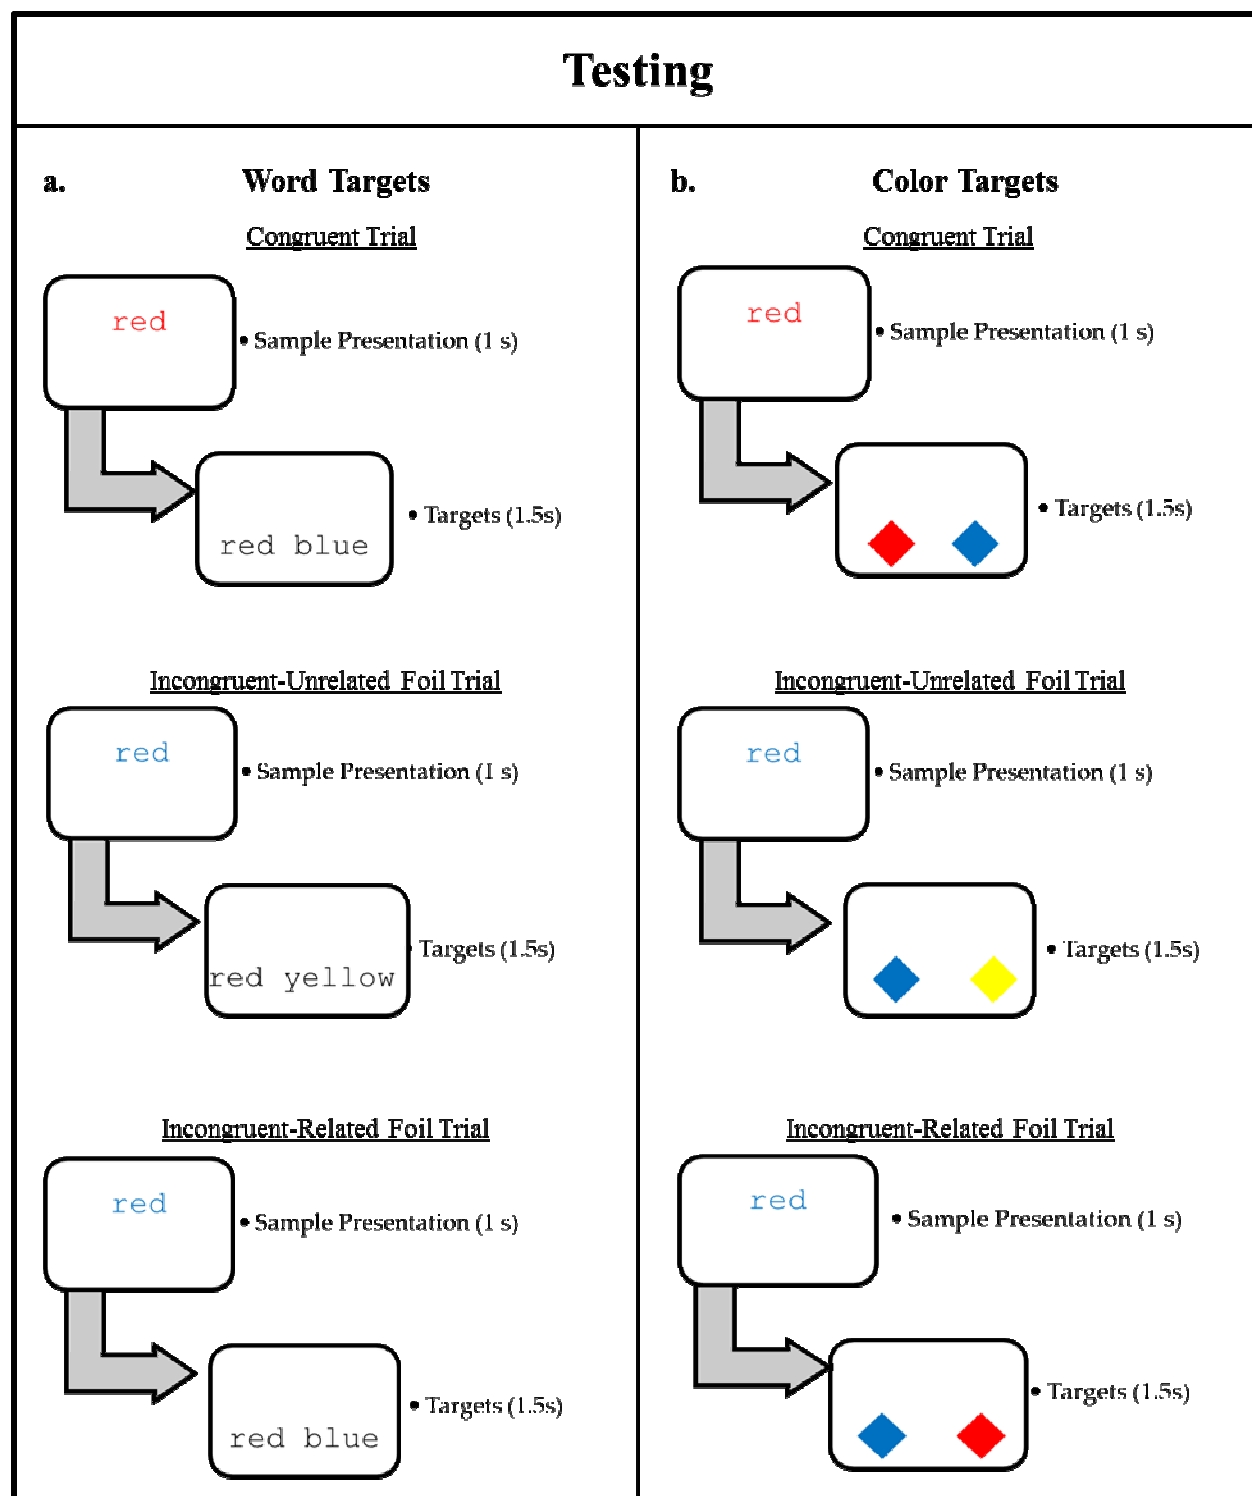 Testing
a. Word Targets
Congruent Trial
red
• Sample Presentation (1 s)
• Targets (1.5s)
red blue
Incongruent-Unrelated Foil Trial
red
• Sample Presentation (1 s)
• Targets (1.5s)
red yellow
Incongruent-Related Foil Trial
red
• Sample Presentation (1 s)
• Targets (1.5s)
red blue
b. Color Targets
Congruent Trial
red
• Sample Presentation (1 s)
• Targets (1.5s)
Incongruent-Unrelated Foil Trial
red
• Sample Presentation (1 s)
• Targets (1.5s)
Incongruent-Related Foil Trial
red
• Sample Presentation (1 s)
• Targets (1.5s)